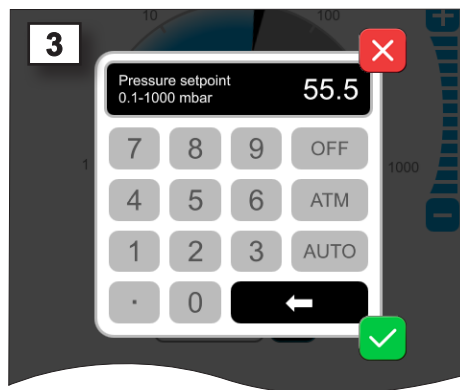 3
10
100
Pressure setpoint
0.1-1000 mbar
55.5
1
1000
7 8 9 OFF
4 5 6 ATM
1 2 3 AUTO
. 0